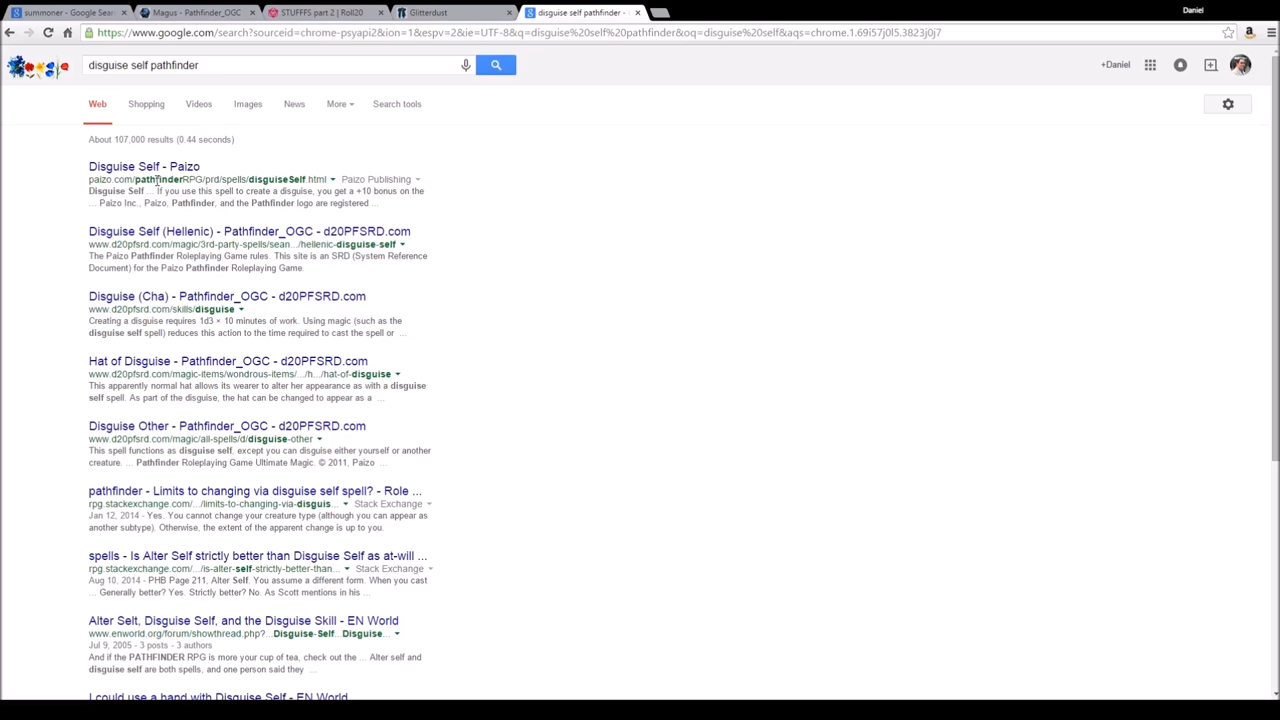 Daniel
summoner - Google Sear
Magus - Pathfinder_OGC
STUFFFS part 2 | Roll20
Glitterdust
disguise self pathfinder -
https://www.google.com/search?sourceid=chrome-psyapi2&ion=1&espv=2&ie=UTF-8&q=disguise%20self%20pathfinder&oq=disguise%20self&aqs=chrome.1.69i57j0l5.3823j0j7
disguise self pathfinder
+Daniel
Web
Shopping
Videos
Images
News
More
Search tools
About 107,000 results (0.44 seconds)
Disguise Self - Paizo
paizo.com/pathfinderRPG/prd/spells/disguiseSelf.html Paizo Publishing
Disguise Self ... If you use this spell to create a disguise, you get a +10 bonus on the
... Paizo Inc., Paizo, Pathfinder, and the Pathfinder logo are registered ...
Disguise Self (Hellenic) - Pathfinder_OGC - d20PFSRD.com
www.d20pfsrd.com/magic/3rd-party-spells/sean.../hellenic-disguise-self
The Paizo Pathfinder Roleplaying Game rules. This site is an SRD (System Reference
Document) for the Paizo Pathfinder Roleplaying Game.
Disguise (Cha) - Pathfinder_OGC - d20PFSRD.com
www.d20pfsrd.com/skills/disguise
Creating a disguise requires 1d3 × 10 minutes of work. Using magic (such as the
disguise self spell) reduces this action to the time required to cast the spell or ...
Hat of Disguise - Pathfinder_OGC - d20PFSRD.com
www.d20pfsrd.com/magic-items/wondrous-items/.../h.../hat-of-disguise
This apparently normal hat allows its wearer to alter her appearance as with a disguise
self spell. As part of the disguise, the hat can be changed to appear as a ...
Disguise Other - Pathfinder_OGC - d20PFSRD.com
www.d20pfsrd.com/magic/all-spells/d/disguise-other
This spell functions as disguise self, except you can disguise either yourself or another
creature. ... Pathfinder Roleplaying Game Ultimate Magic. © 2011, Paizo ...
pathfinder - Limits to changing via disguise self spell? - Role ...
rpg.stackexchange.com/.../limits-to-changing-via-disguis... Stack Exchange
Jan 12, 2014 - Yes. You cannot change your creature type (although you can appear as
another subtype). Otherwise, the extent of the apparent change is up to you.
spells - Is Alter Self strictly better than Disguise Self as at-will ...
rpg.stackexchange.com/.../is-alter-self-strictly-better-than... Stack Exchange
Aug 10, 2014 - PHB Page 211, Alter Self. You assume a different form. When you cast
... Generally better? Yes. Strictly better? No. As Scott mentions in his ...
Alter Selt, Disguise Self, and the Disguise Skill - EN World
www.enworld.org/forum/showthread.php?...Disguise-Self...Disguise...
Jul 9, 2005 - 3 posts - 3 authors
And if the PATHFINDER RPG is more your cup of tea, check out the ... Alter self and
disguise self are both spells, and one person said they ...
I could use a hand with Disguise Self - EN World